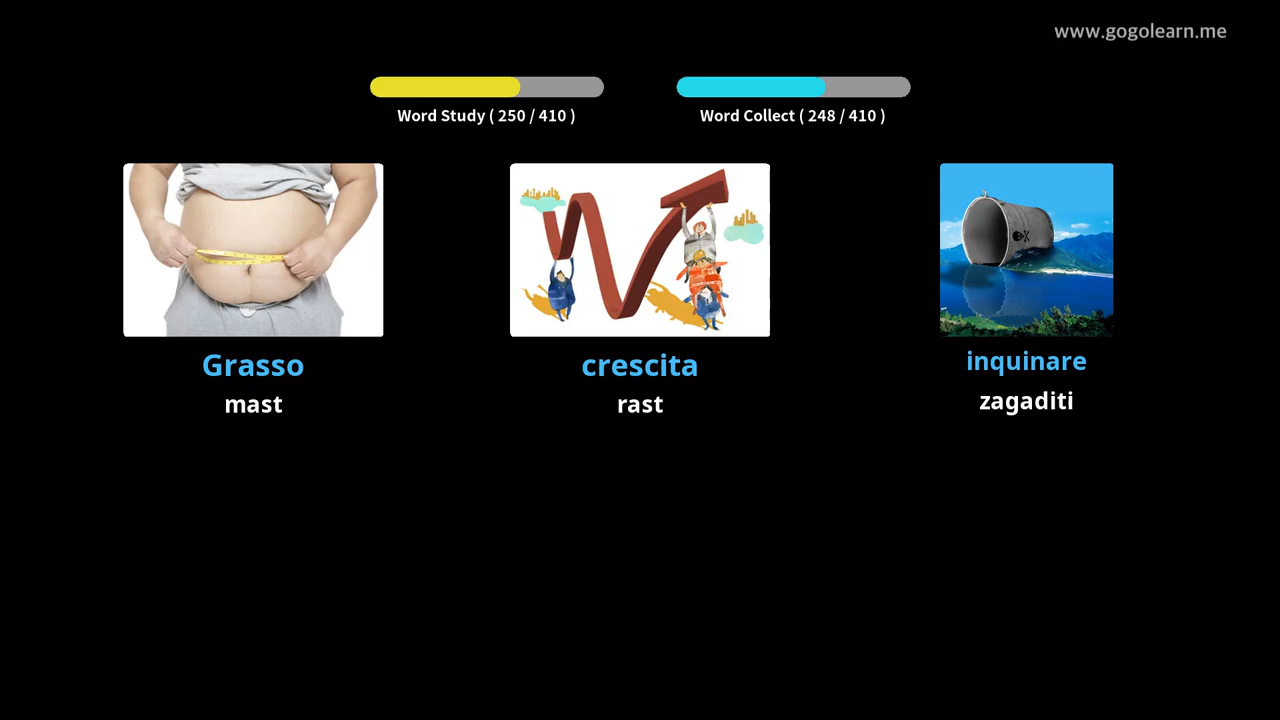 www.gogolearn.me
Word Study ( 250 / 410 )
Word Collect ( 248 / 410 )
Grasso
crescita
inquinare
mast
rast
zagaditi